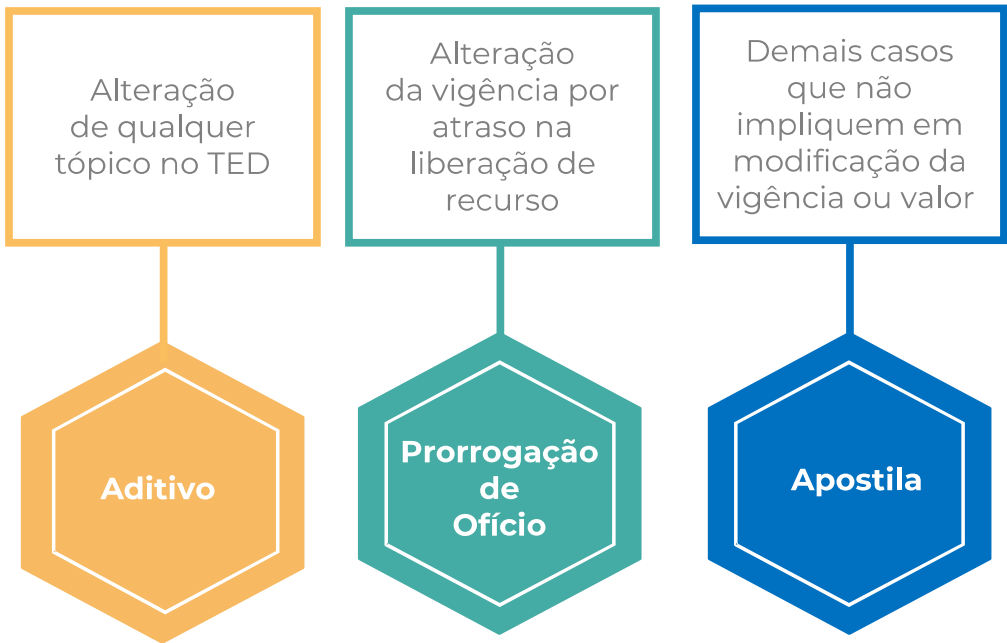 Alteração
de qualquer
tópico no TED
Alteração
da vigência por
atraso na
liberação de
recurso
Demais casos
que não
impliquem em
modificação da
vigência ou valor
Aditivo
Prorrogação
de
Ofício
Apostila